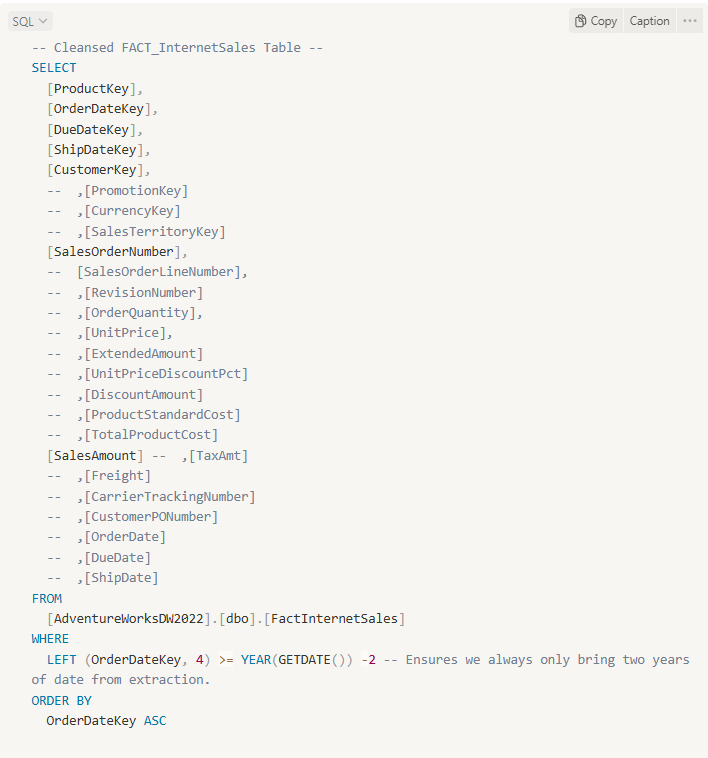 SQL
Copy
Caption
-- Cleansed FACT_InternetSales Table --
SELECT
[ProductKey],
[OrderDateKey],
[DueDateKey],
[ShipDateKey],
[CustomerKey],
--  ,[PromotionKey]
--  ,[CurrencyKey]
--  ,[SalesTerritoryKey]
[SalesOrderNumber],
--  [SalesOrderLineNumber],
--  ,[RevisionNumber]
--  ,[OrderQuantity],
--  ,[UnitPrice],
--  ,[ExtendedAmount]
--  ,[UnitPriceDiscountPct]
--  ,[DiscountAmount]
--  ,[ProductStandardCost]
--  ,[TotalProductCost]
[SalesAmount] --  ,[TaxAmt]
--  ,[Freight]
--  ,[CarrierTrackingNumber]
--  ,[CustomerPONumber]
--  ,[OrderDate]
--  ,[DueDate]
--  ,[ShipDate]
FROM
[AdventureWorksDW2022].[dbo].[FactInternetSales]
WHERE
LEFT (OrderDateKey, 4) >= YEAR(GETDATE()) -2 -- Ensures we always only bring two years
of date from extraction.
ORDER BY
OrderDateKey ASC